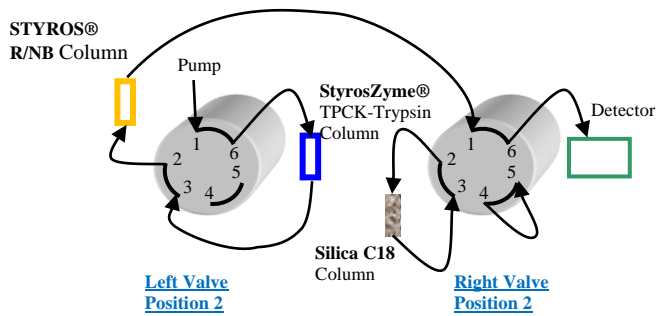 STYROS®
R/NB Column
Pump
StyrosZyme®
TPCK-Trypsin
Column
Detector
1
6
2
5
3
4
1
6
2
5
3
4
Silica C18
Column
Left Valve
Position 2
Right Valve
Position 2